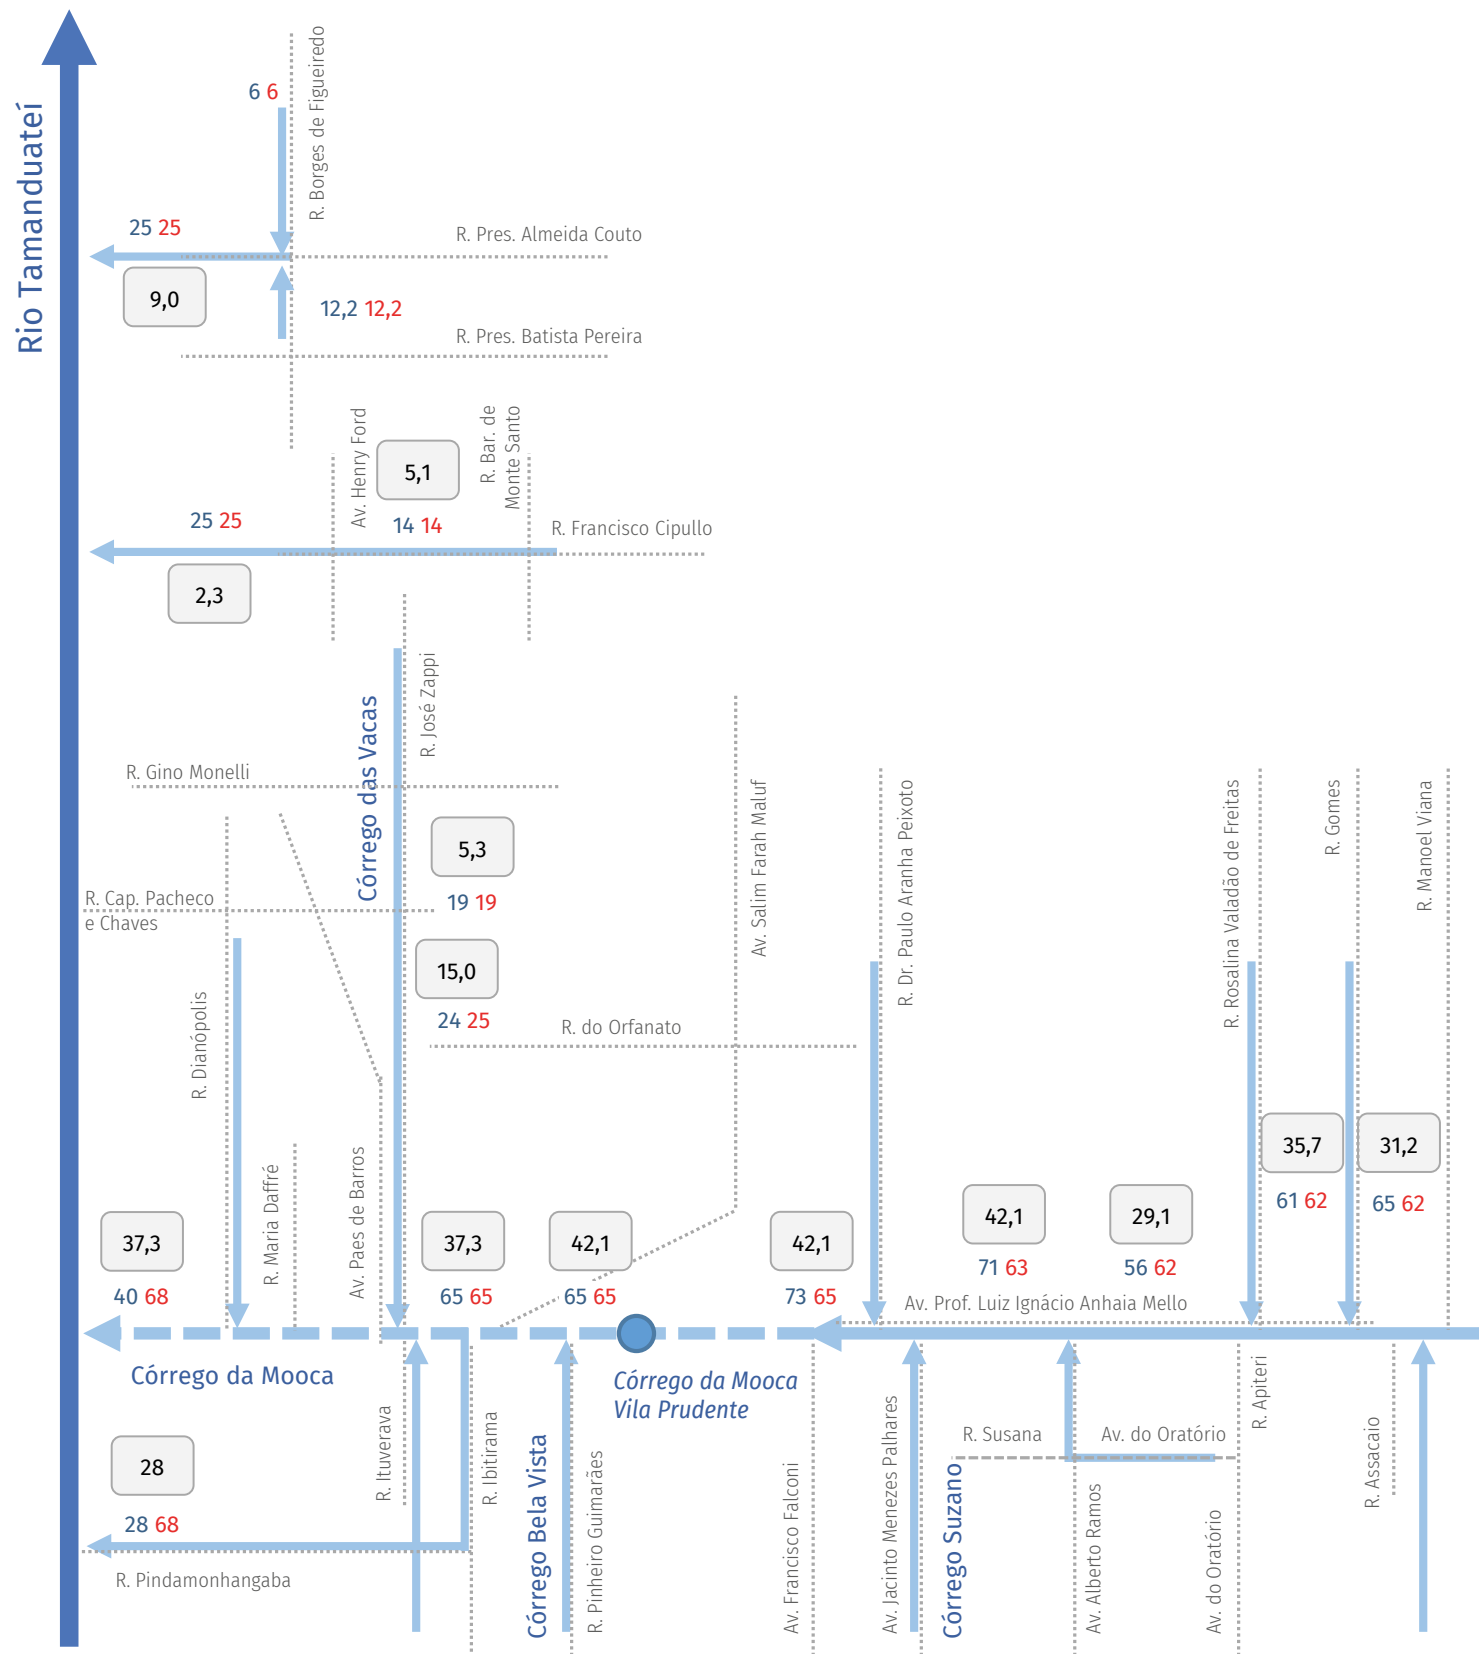 Rio Tamanduateí
6 6
R. Borges de Figueiredo
25 25
R. Pres. Almeida Couto
9,0
12,2 12,2
R. Pres. Batista Pereira
Av. Henry Ford
5,1
R. Bar. de
Monte Santo
25 25
14 14
R. Francisco Cipullo
2,3
Córrego das Vacas
R. José Zappi
R. Gino Monelli
Av. Salim Farah Maluf
R. Dr. Paulo Aranha Peixoto
R. Rosalina Valadão de Freitas
R. Gomes
R. Manoel Viana
5,3
19 19
R. Cap. Pacheco
e Chaves
15,0
24 25
R. do Orfanato
R. Dianópolis
R. Maria Daffré
Av. Paes de Barros
35,7
31,2
61 62
65 62
37,3
37,3
42,1
42,1
42,1
29,1
40 68
65 65
65 65
73 65
71 63
56 62
Av. Prof. Luiz Ignácio Anhaia Mello
Córrego da Mooca
Córrego da Mooca
Vila Prudente
28
28 68
R. Pindamonhangaba
R. Ituverava
R. Ibitirama
Córrego Bela Vista
R. Pinheiro Guimarães
Av. Francisco Falconi
Av. Jacinto Menezes Palhares
Córrego Suzano
R. Susana
Av. do Oratório
Av. Alberto Ramos
Av. do Oratório
R. Apiteri
R. Assacaio